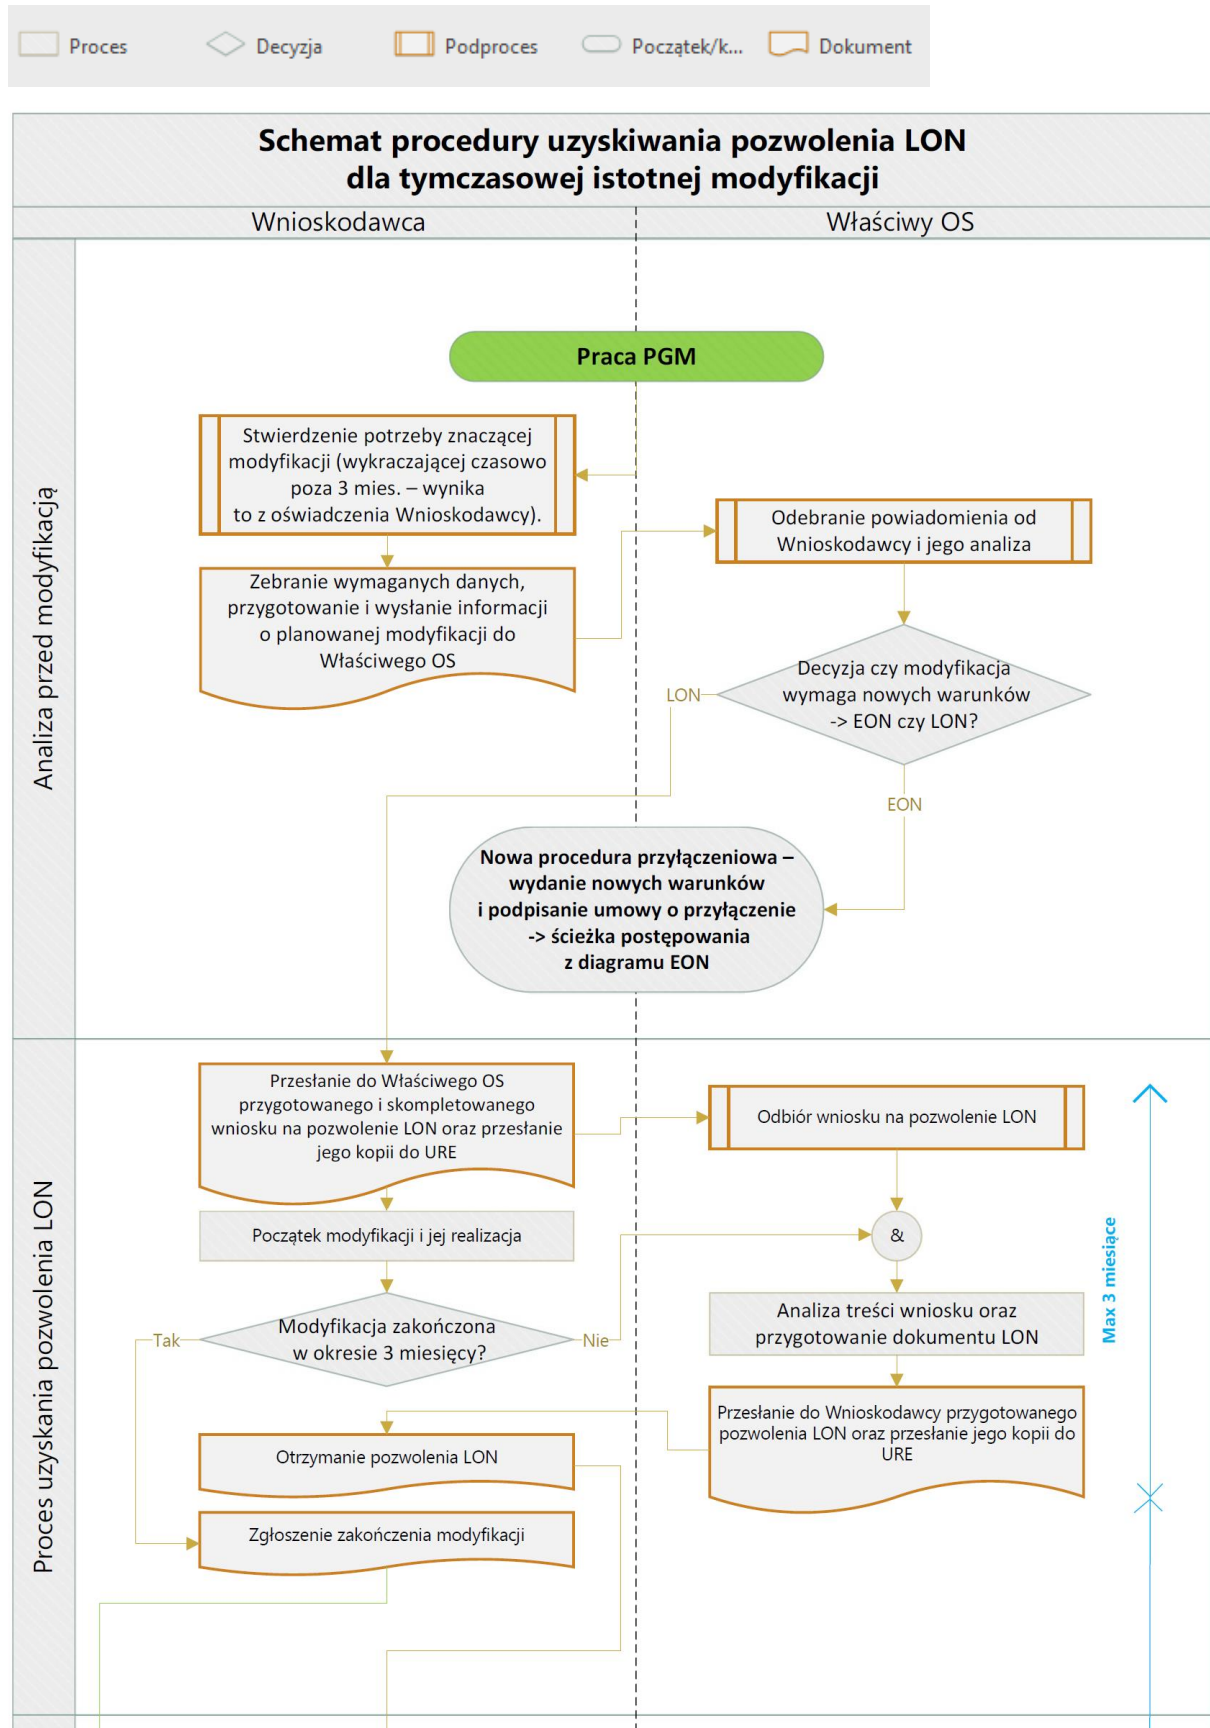 Proces
Decyzja
Podproces
Początek/k...
Dokument
Schemat procedury uzyskiwania pozwolenia LON
dla tymczasowej istotnej modyfikacji
Wnioskodawca
Właściwy OS
Analiza przed modyfikacją
Praca PGM
Stwierdzenie potrzeby znaczącej
modyfikacji (wykraczającej czasowo
poza 3 mies. – wynika
to z oświadczenia Wnioskodawcy).
Odebranie powiadomienia od
Wnioskodawcy i jego analiza
Zebranie wymaganych danych,
przygotowanie i wysłanie informacji
o planowanej modyfikacji do
Właściwego OS
Decyzja czy modyfikacja
wymaga nowych warunków
-> EON czy LON?
LON
EON
Nowa procedura przyłączeniowa –
wydanie nowych warunków
i podpisanie umowy o przyłączenie
-> ścieżka postępowania
z diagramu EON
Proces uzyskania pozwolenia LON
Przesłanie do Właściwego OS
przygotowanego i skompletowanego
wniosku na pozwolenie LON oraz przesłanie
jego kopii do URE
Odbiór wniosku na pozwolenie LON
Początek modyfikacji i jej realizacja
&
Max 3 miesiące
Modyfikacja zakończona
w okresie 3 miesięcy?
Tak
Nie
Analiza treści wniosku oraz
przygotowanie dokumentu LON
Przesłanie do Wnioskodawcy przygotowanego
pozwolenia LON oraz przesłanie jego kopii do
URE
Otrzymanie pozwolenia LON
Zgłoszenie zakończenia modyfikacji